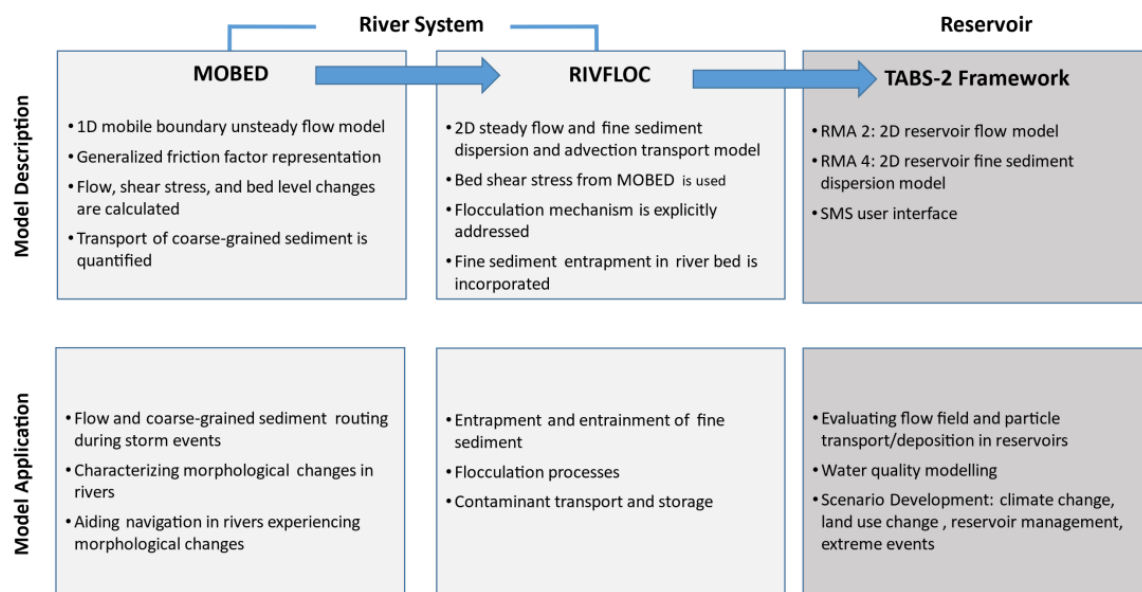 River System
Reservoir
MOBED
RIVFLOC
TABS-2 Framework
Model Description
• 1D mobile boundary unsteady flow model
• Generalized friction factor representation
• Flow, shear stress, and bed level changes
are calculated
• Transport of coarse-grained sediment is
quantified
• 2D steady flow and fine sediment
dispersion and advection transport model
• Bed shear stress from MOBED is used
• Flocculation mechanism is explicitly
addressed
• Fine sediment entrapment in river bed is
incorporated
• RMA 2: 2D reservoir flow model
• RMA 4: 2D reservoir fine sediment
dispersion model
• SMS user interface
Model Application
• Flow and coarse-grained sediment routing
during storm events
• Characterizing morphological changes in
rivers
• Aiding navigation in rivers experiencing
morphological changes
• Entrapment and entrainment of fine
sediment
• Flocculation processes
• Contaminant transport and storage
• Evaluating flow field and particle
transport/deposition in reservoirs
• Water quality modelling
• Scenario Development: climate change,
land use change , reservoir management,
extreme events